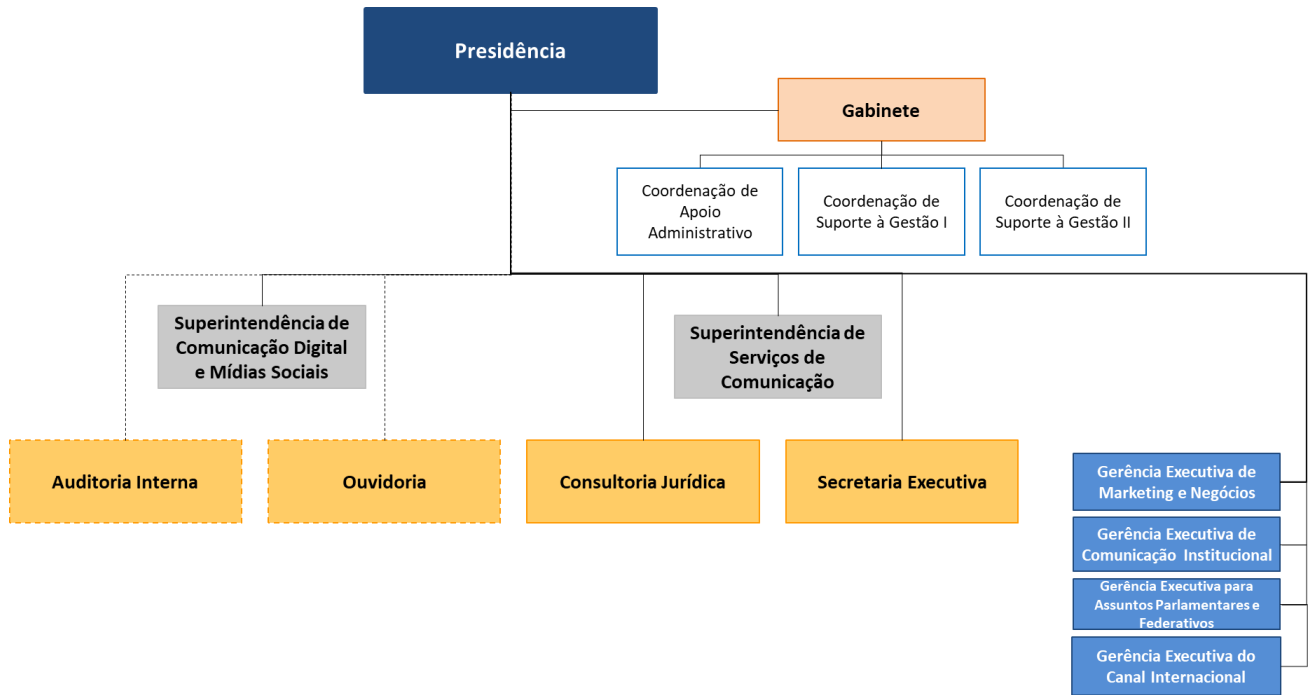 Presidência
Gabinete
Coordenação de
Apoio
Administrativo
Coordenação de
Suporte à Gestão I
Coordenação de
Suporte à Gestão II
Superintendência de
Comunicação Digital
e Mídias Sociais
Superintendência de
Serviços de
Comunicação
Auditoria Interna
Ouvidoria
Consultoria Jurídica
Secretaria Executiva
Gerência Executiva de
Marketing e Negócios
Gerência Executiva de
Comunicação Institucional
Gerência Executiva para
Assuntos Parlamentares e
Federativos
Gerência Executiva do
Canal Internacional